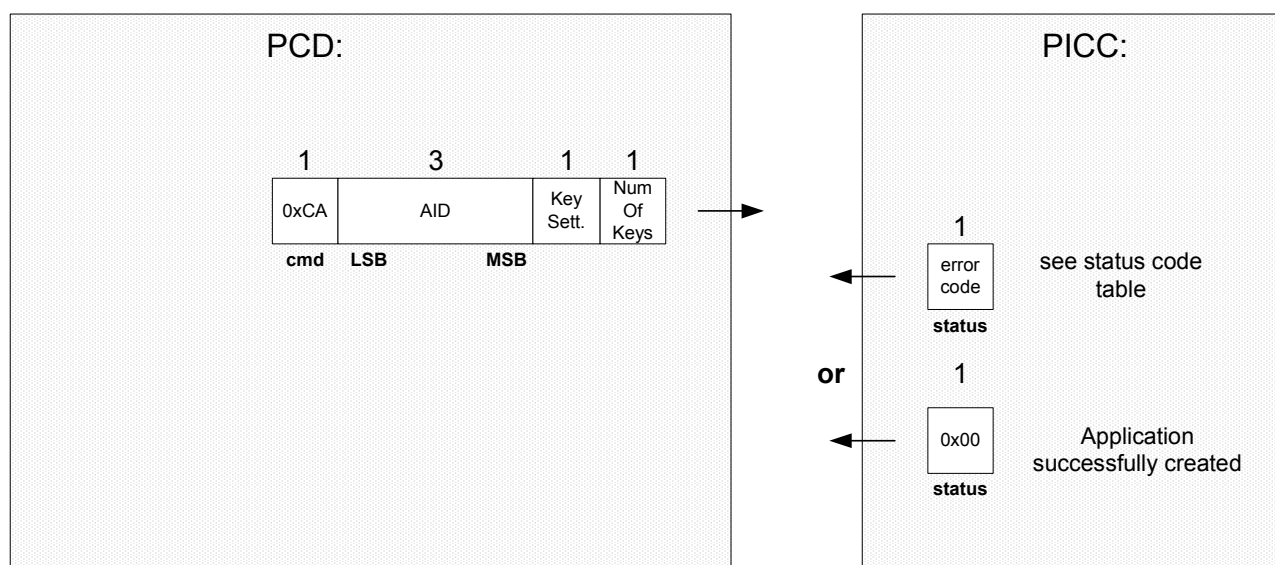 PCD:
1 3 1 1
0xCA AID Key Sett. Num Of Keys
cmd LSB MSB
PICC:
1
error
code
status
see status code
table
or
1
0x00
status
Application
successfully created